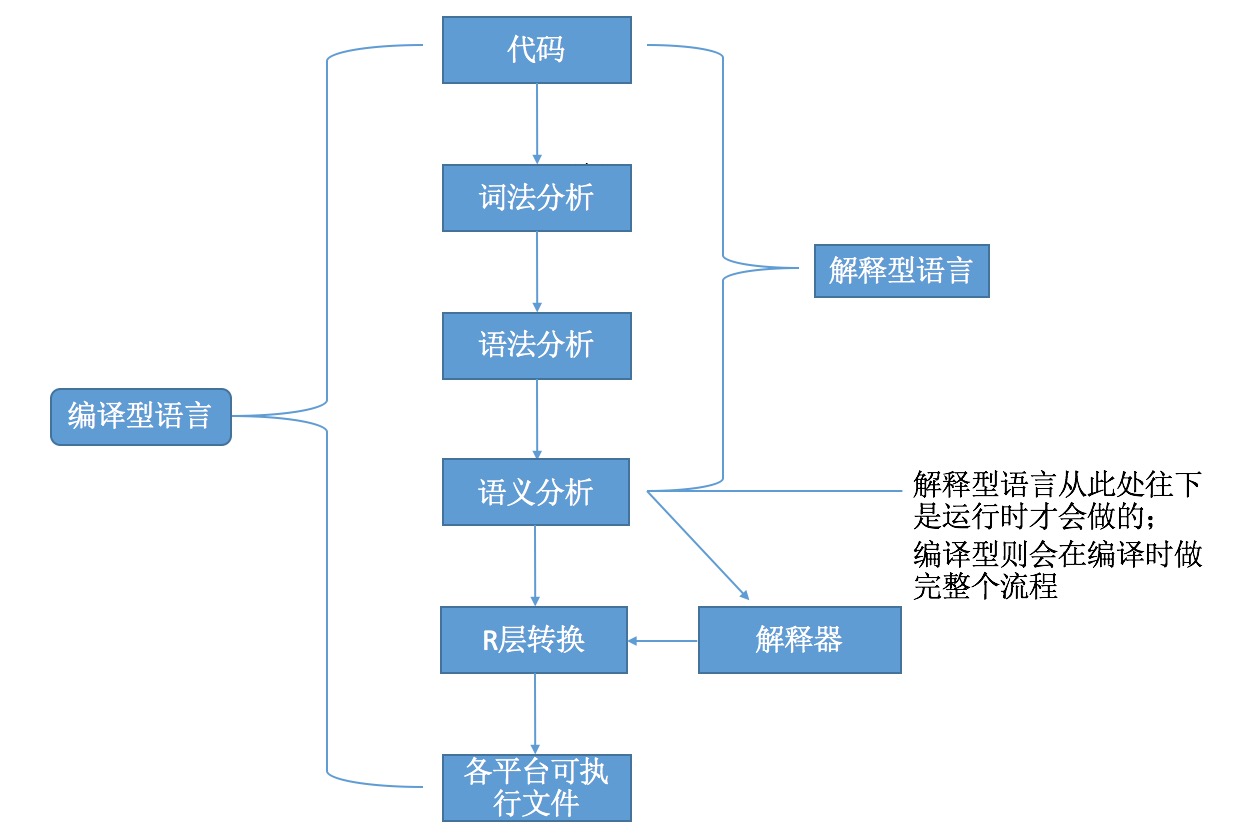 代码
词法分析
解释型语言
语法分析
编译型语言
语义分析
解释型语言从此处往下
是运行时才会做的；
编译型则会在编译时做
完整个流程
R层转换
解释器
各平台可执
行文件